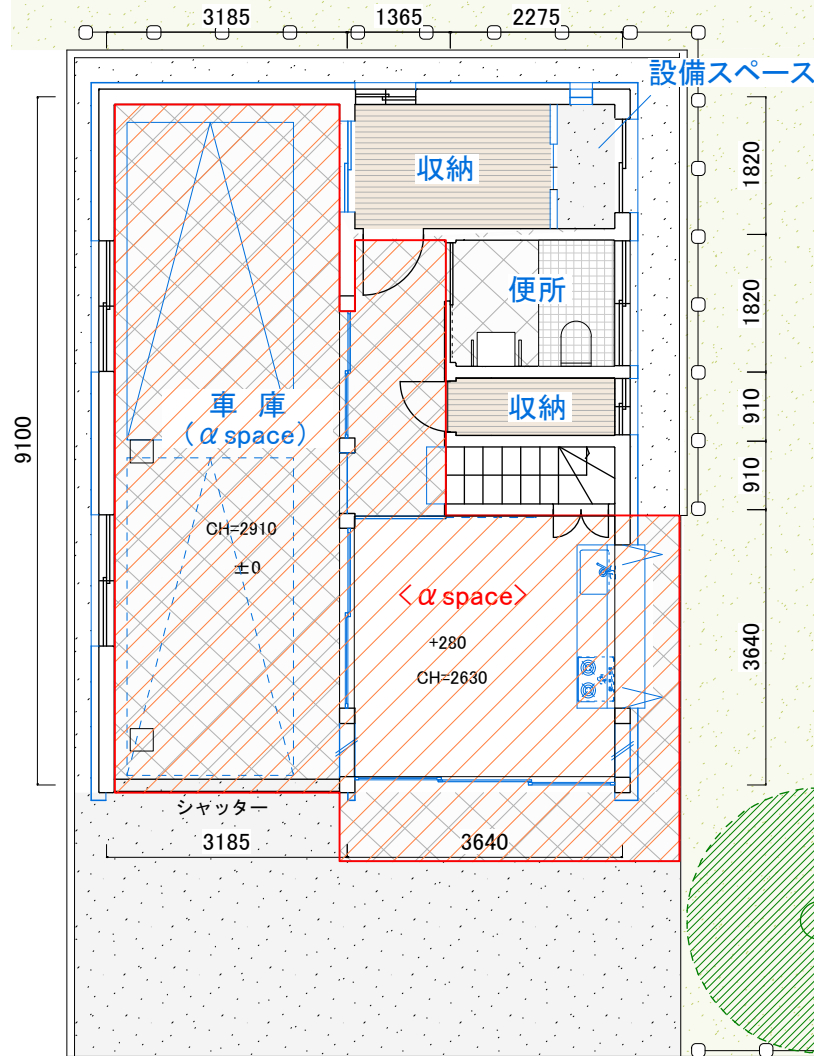 3185
1365
2275
設備スペース
収納
1820
便所
1820
車 庫
(α space)
収納
910
9100
910
CH=2910
±0
<α space>
+280
CH=2630
3640
シャッター
3185
3640